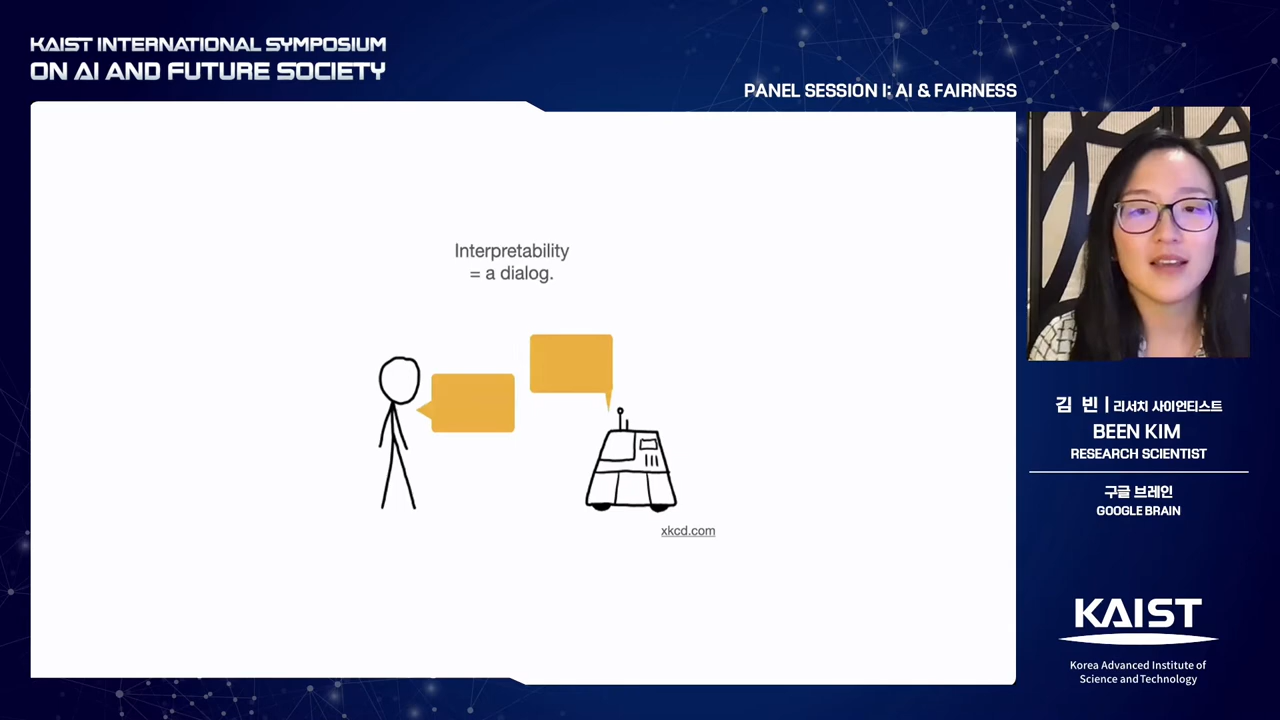 KAIST INTERNATIONAL SYMPOSIUM
ON AI AND FUTURE SOCIETY
PANEL SESSION I: AI & FAIRNESS
Interpretability
= a dialog.
xkcd.com
김 빈 | 리서치 사이언티스트
BEEN KIM
RESEARCH SCIENTIST
구글 브레인
GOOGLE BRAIN
KAIST
Korea Advanced Institute of
Science and Technology